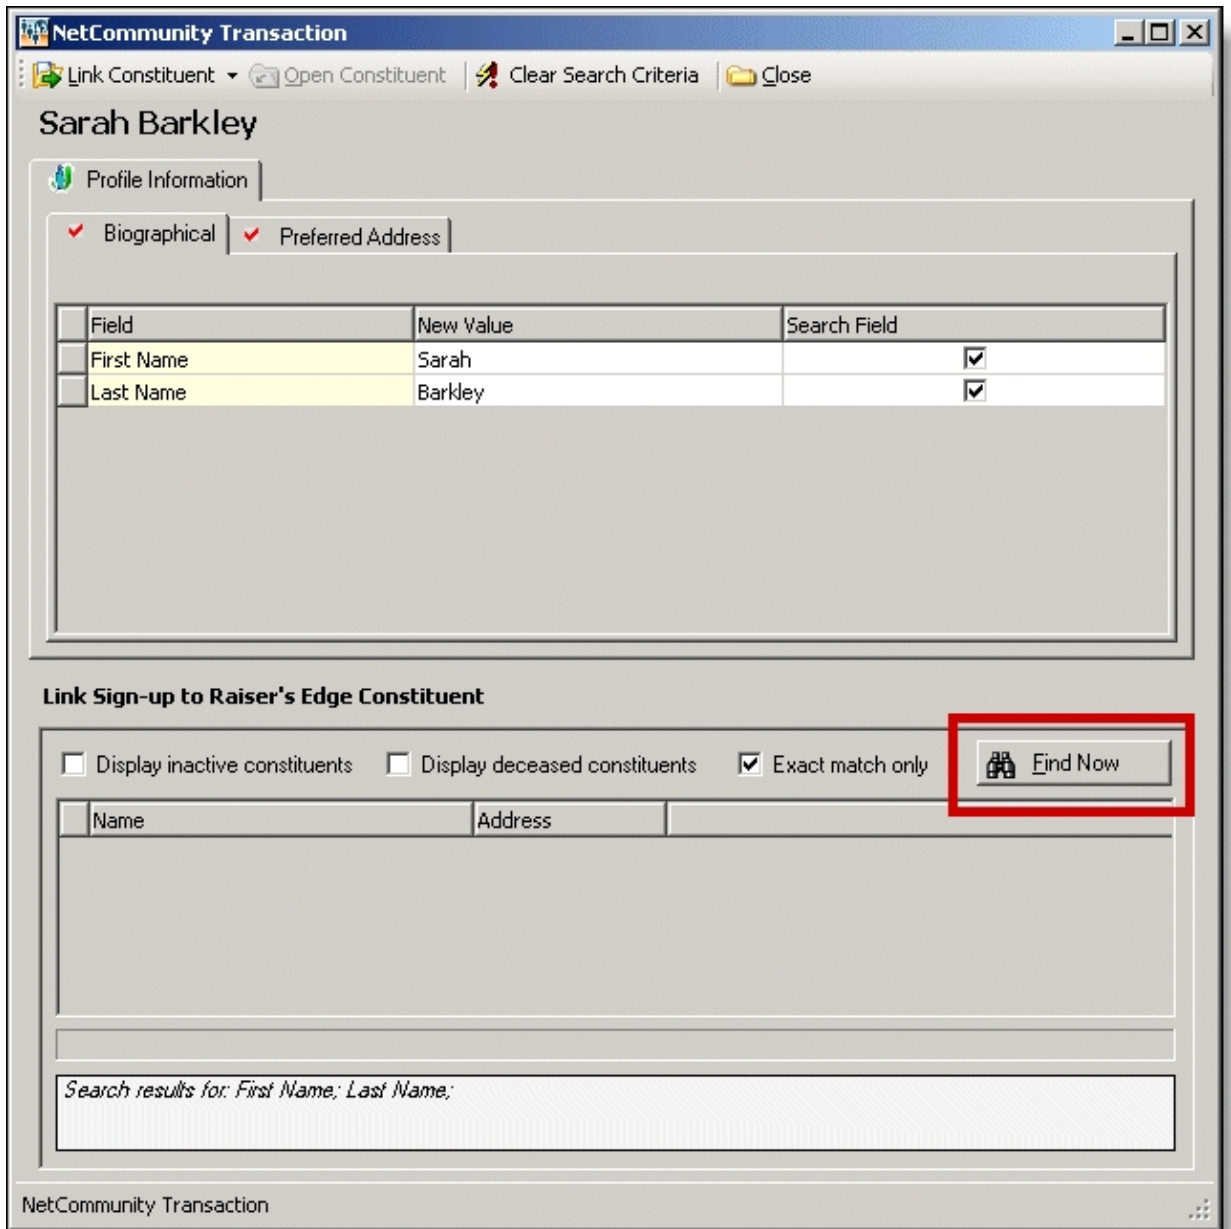 NetCommunity Transaction
Link Constituent Open Constituent Clear Search Criteria Close
Sarah Barkley
Profile Information
Biographical Preferred Address
Field New Value Search Field
First Name Sarah
Last Name Barkley
Link Sign-up to Raiser's Edge Constituent
Display inactive constituents Display deceased constituents Exact match only Find Now
Name Address
Search results for: First Name; Last Name;
NetCommunity Transaction